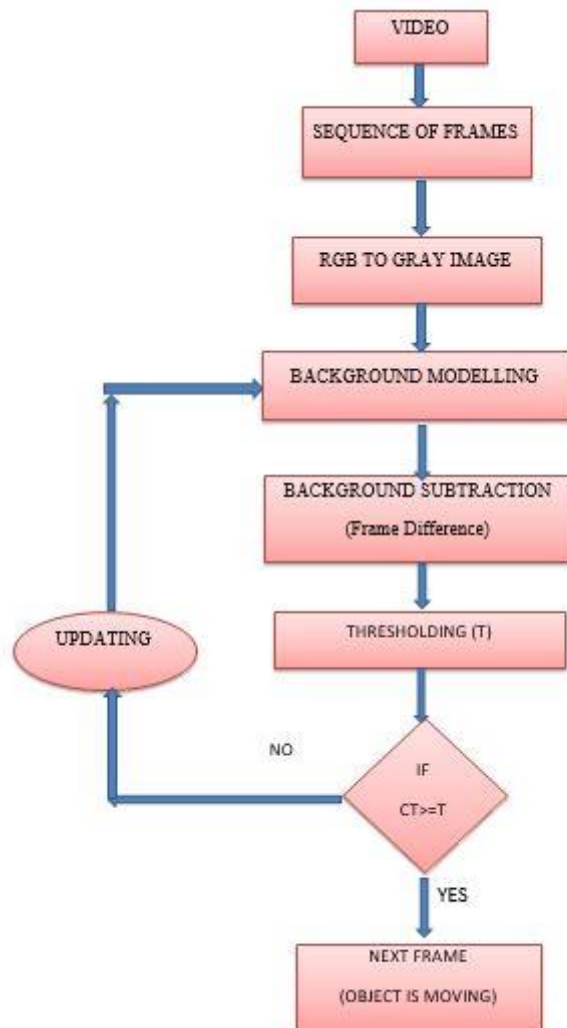 VIDEO
SEQUENCE OF FRAMES
RGB TO GRAY IMAGE
BACKGROUND MODELLING
BACKGROUND SUBTRACTION
(Frame Difference)
THRESHOLDING (T)
UPDATING
NO
IF
CT>=T
YES
NEXT FRAME
(OBJECT IS MOVING)